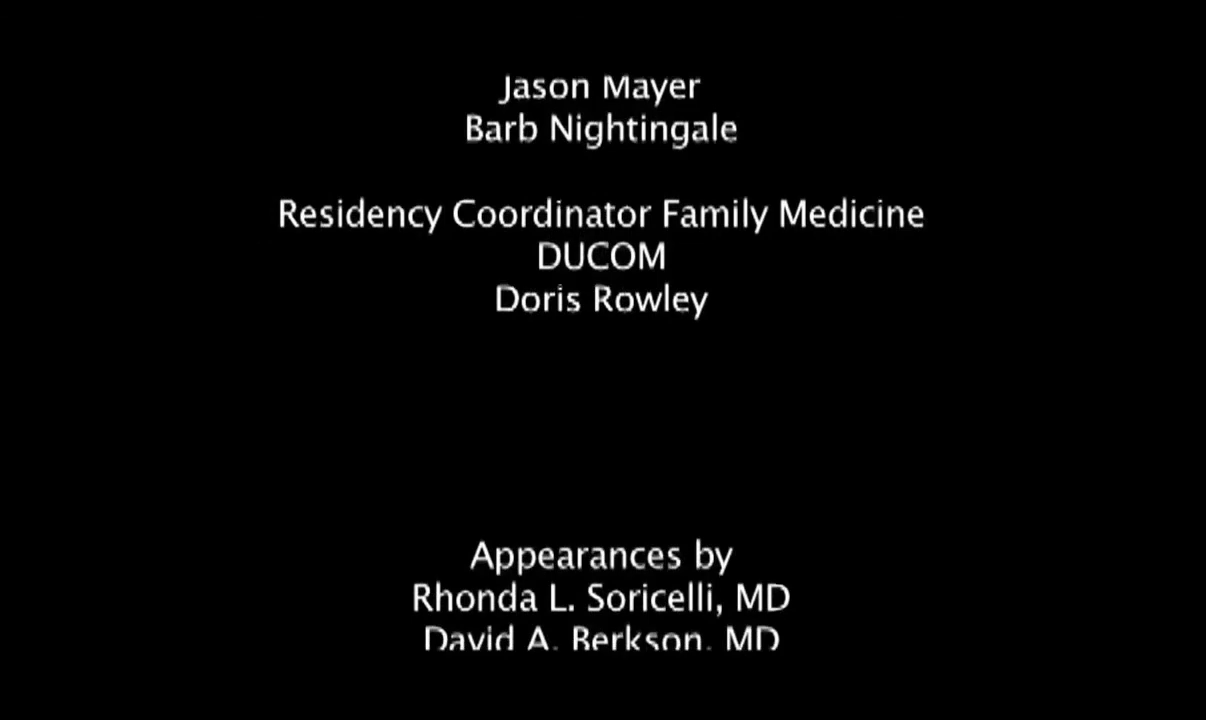 Jason Mayer
Barb Nightingale
Residency Coordinator Family Medicine
DUCOM
Doris Rowley
Appearances by
Rhonda L. Soricelli, MD
David A. Berkson, MD